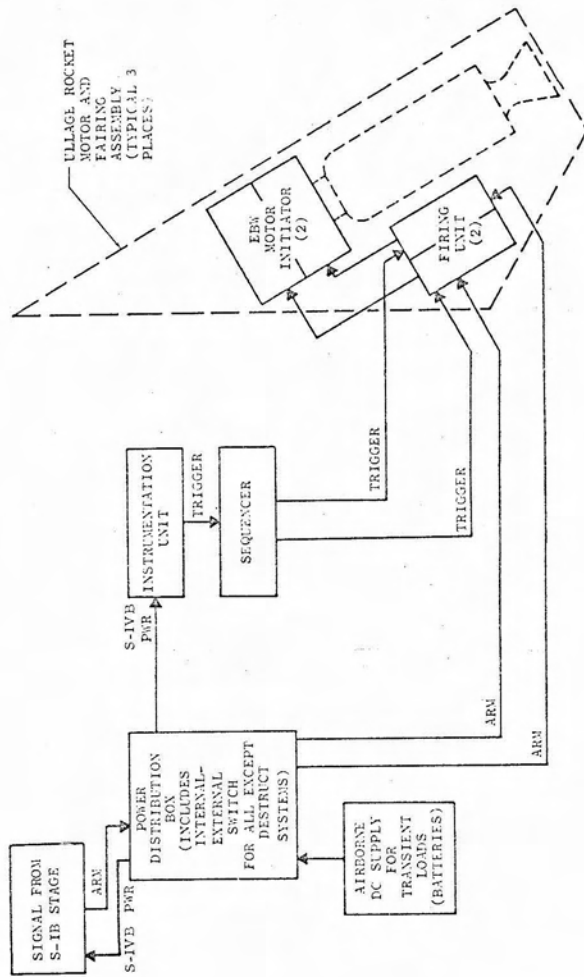 SIGNAL FROM
S-IB STAGE
ARM
S-IVB PWR
POWER
DISTRIBUTION
BOX
(INCLUDES
INTERNAL-
EXTERNAL
SWITCH
FOR ALL EXCEPT
DESTRUCT
SYSTEMS)
AIRBORNE
DC SUPPLY
FOR
TRANSIENT
LOADS
(BATTERIES)
S-IVB
PWR
INSTRUMENTATION
UNIT
TRIGGER
SEQUENCER
TRIGGER
TRIGGER
ARM
ARM
ULLAGE ROCKET
MOTOR AND
FAIRING
ASSEMBLY
(TYPICAL 3
PLACES)
EBW
MOTOR
INITIATOR
(2)
FIRING
UNIT
(2)